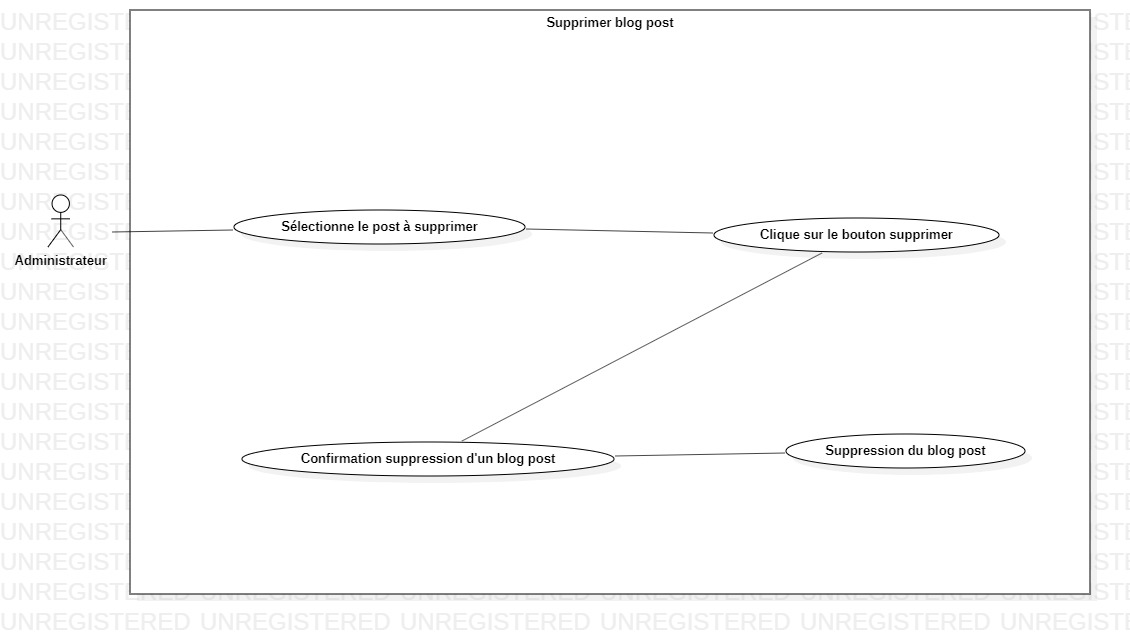 Supprimer blog post
Sélectionne le post à supprimer
Clique sur le bouton supprimer
Administrateur
Confirmation suppression d'un blog post
Suppression du blog post
UNREGISTERED UNREGISTERED UNREGISTERED UNREGISTERED UNREGISTERED